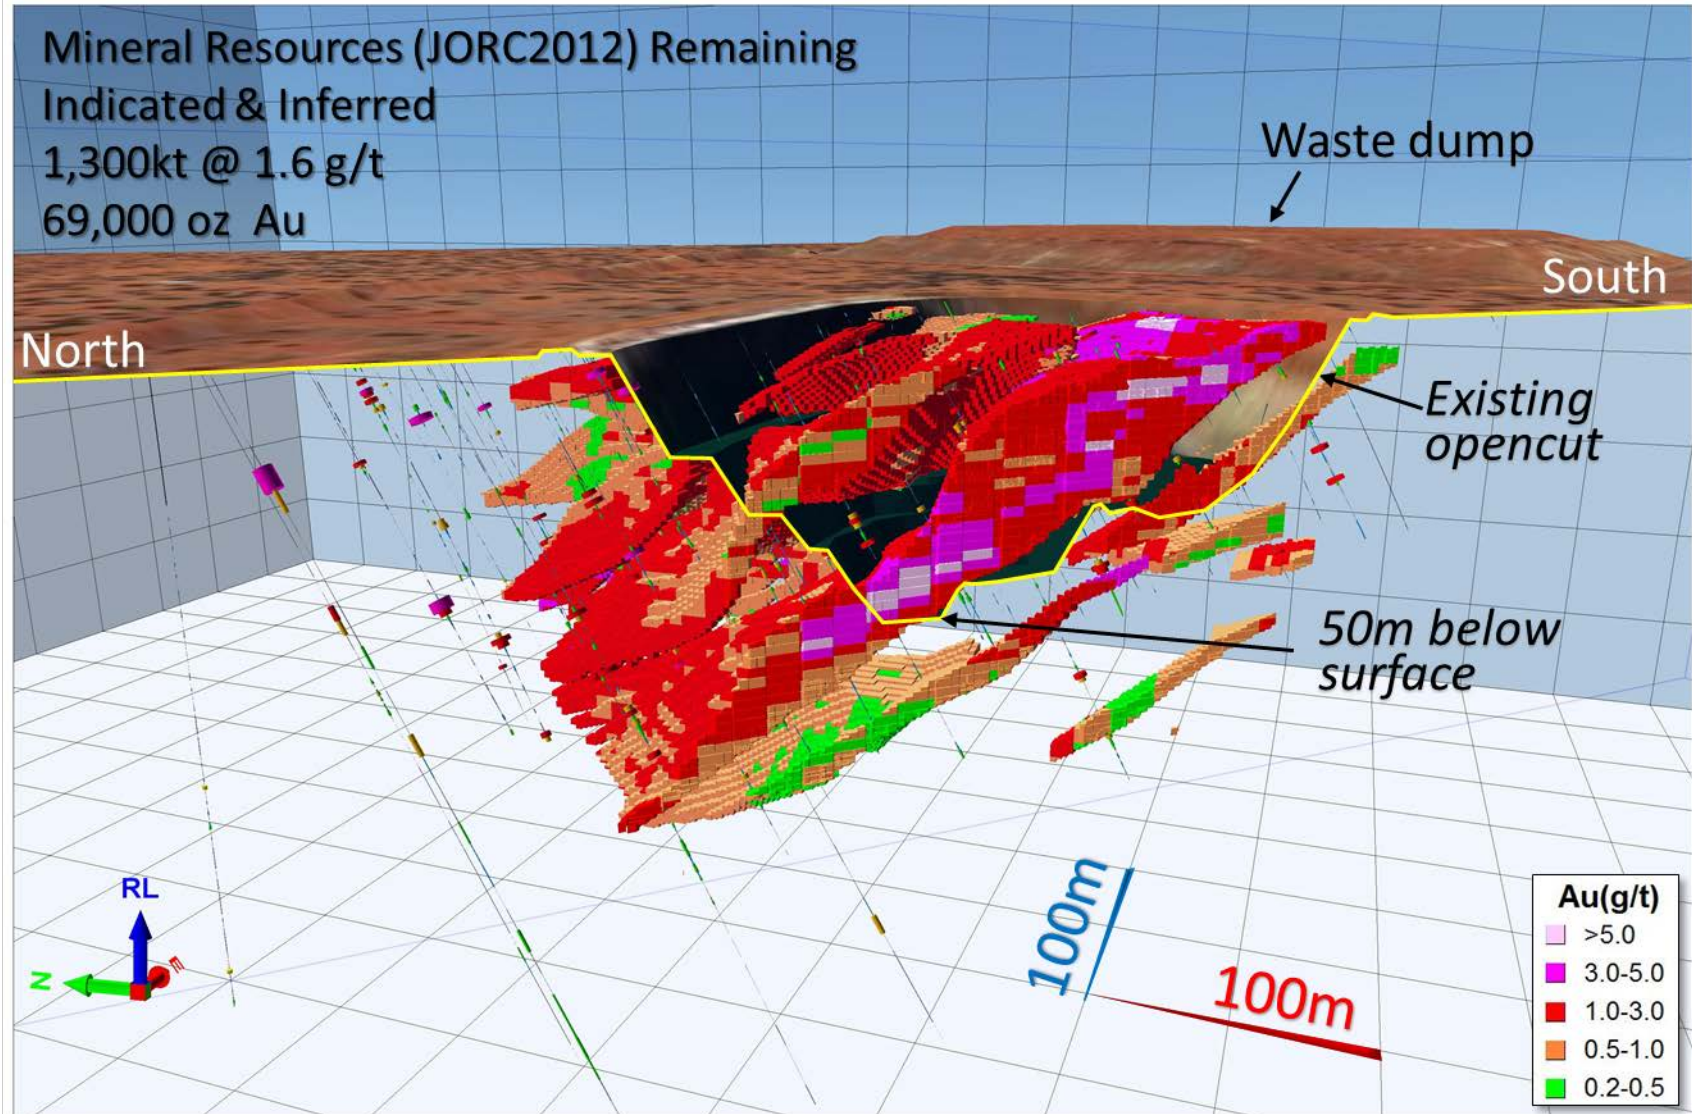 Mineral Resources (JORC2012) Remaining
Indicated & Inferred
1,300kt @ 1.6 g/t
69,000 oz  Au
Waste dump
South
North
Existing
opencut
50m below
surface
100m
100m
RL
N
E
Au(g/t)
>5.0
3.0-5.0
1.0-3.0
0.5-1.0
0.2-0.5